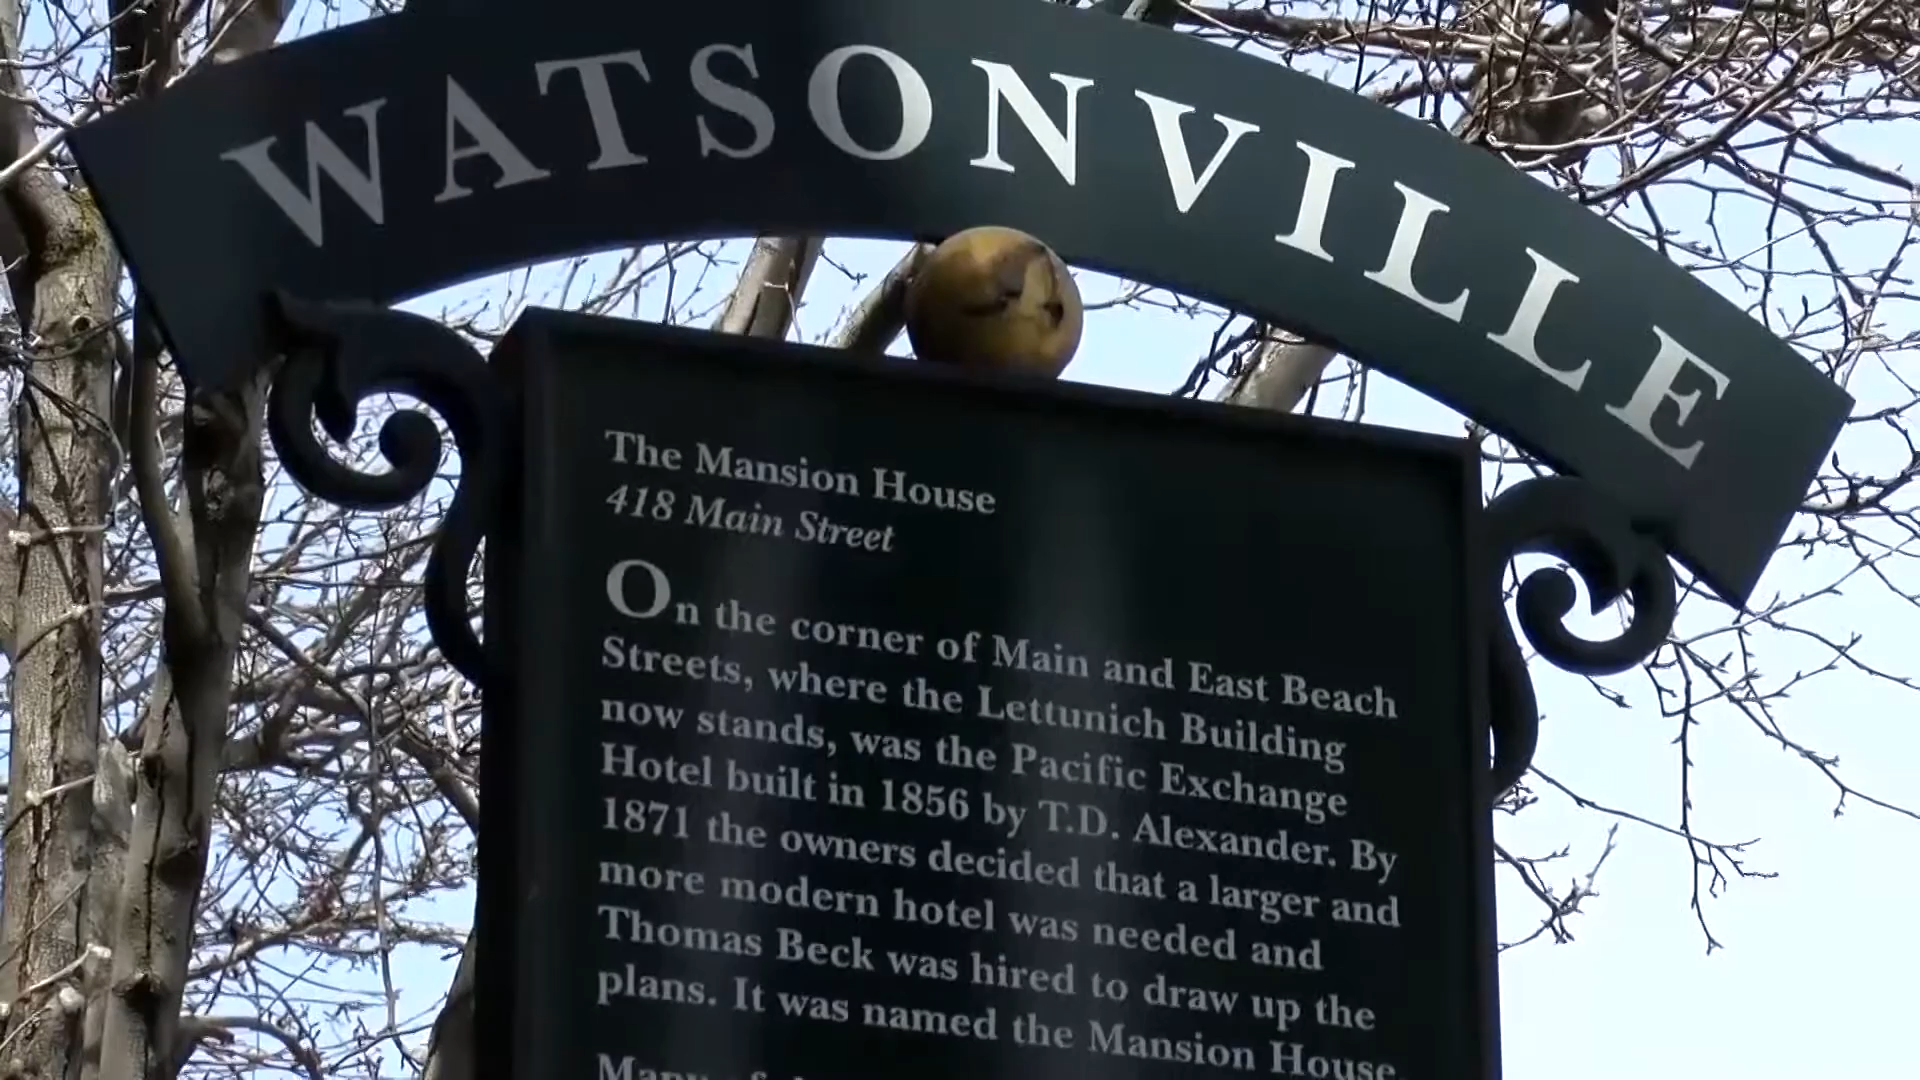 WATSONVILLE
The Mansion House
418 Main Street
On the corner of Main and East Beach
Streets, where the Lettunich Building
now stands, was the Pacific Exchange
Hotel built in 1856 by T.D. Alexander. By
1871 the owners decided that a larger and
more modern hotel was needed and
Thomas Beck was hired to draw up the
plans. It was named the Mansion House.
Many of